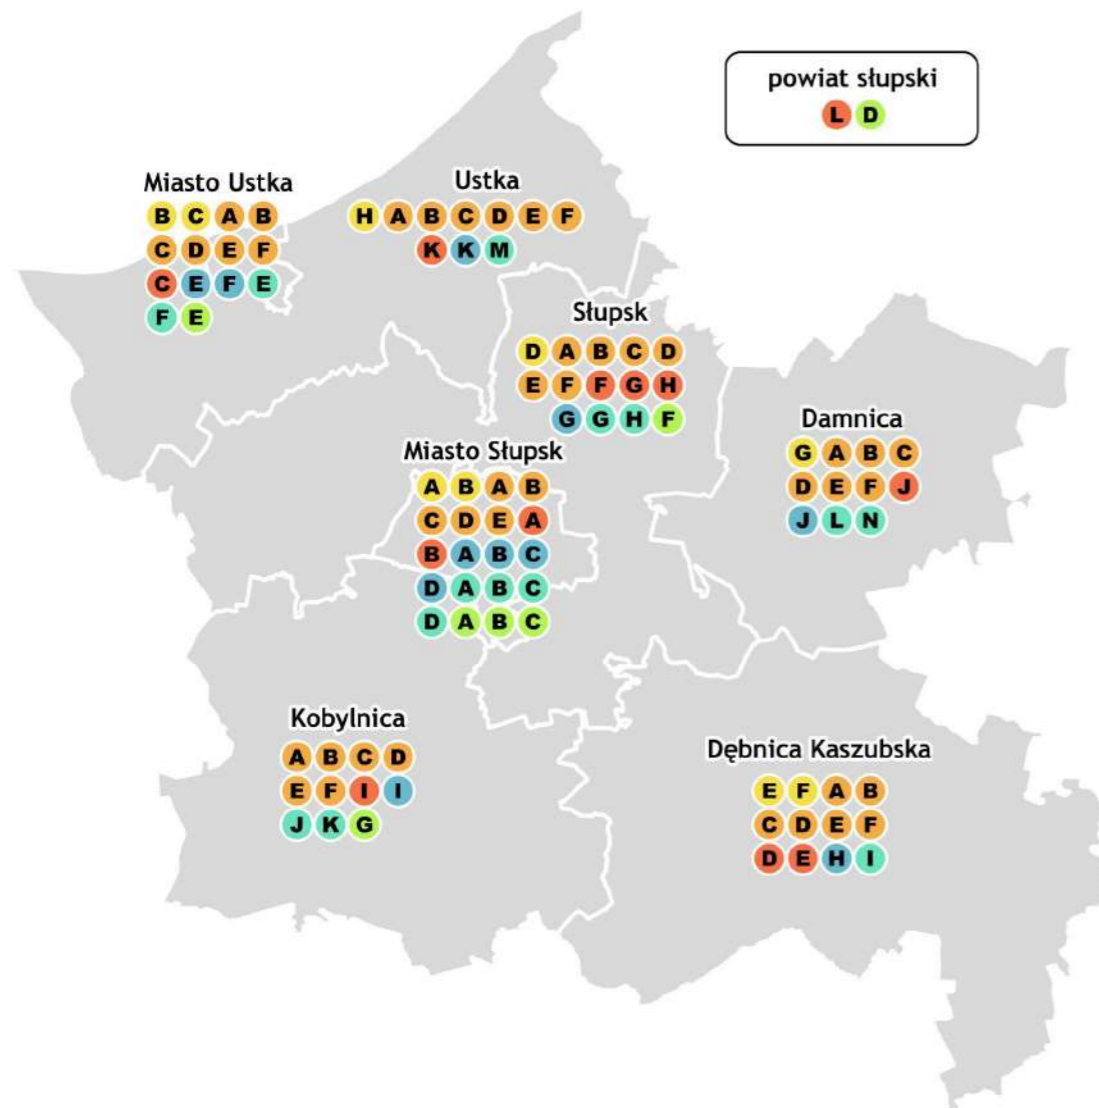 powiat słupski
L D
Miasto Ustka
B C A B
C D E F
C E F E
F E
Ustka
H A B C D E F
K K M
Słupsk
D A B C D
E F F G H
G G H F
Damnica
G A B C
D E F J
J L N
Miasto Słupsk
A B A B
C D E A
B A B C
D A B C
D A B C
Kobylnica
A B C D
E F I I
J K G
Dębnica Kaszubska
E F A B
C D E F
D E H I